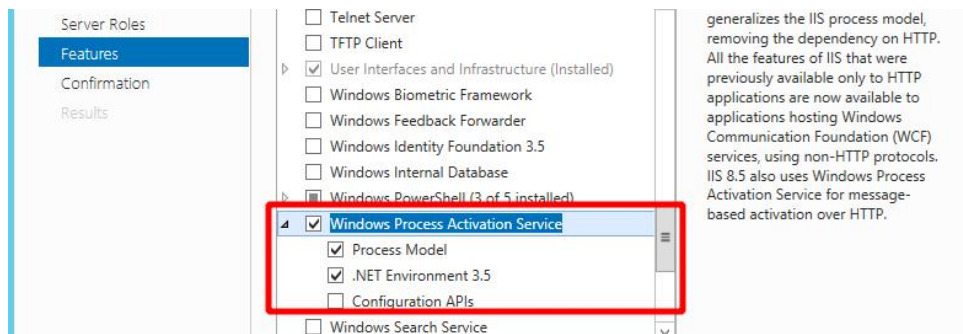 Server Roles
Features
Confirmation
Results
Telnet Server
TFTP Client
User Interfaces and Infrastructure (Installed)
Windows Biometric Framework
Windows Feedback Forwarder
Windows Identity Foundation 3.5
Windows Internal Database
Windows PowerShell (3 of 5 installed)
Windows Process Activation Service
Process Model
.NET Environment 3.5
Configuration APIs
Windows Search Service
generalizes the IIS process model,
removing the dependency on HTTP.
All the features of IIS that were
previously available only to HTTP
applications are now available to
applications hosting Windows
Communication Foundation (WCF)
services, using non-HTTP protocols.
IIS 8.5 also uses Windows Process
Activation Service for message-
based activation over HTTP.